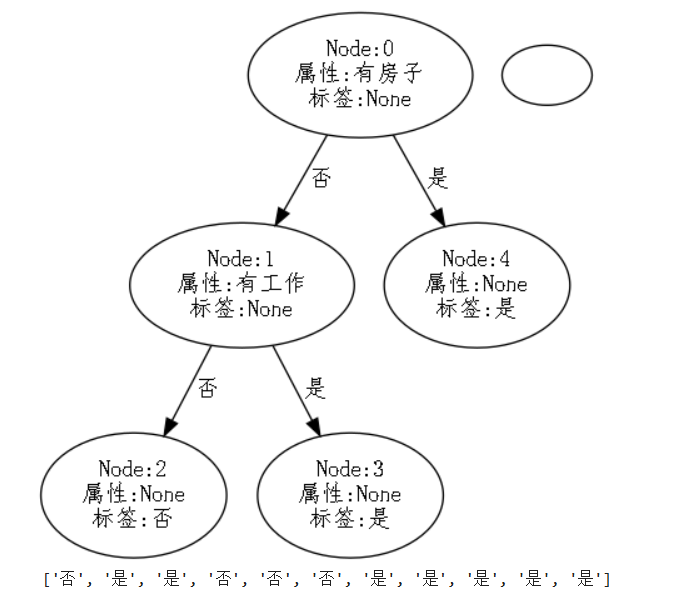 Node:0
属性:有房子
标签:None
否
是
Node:1
属性:有工作
标签:None
Node:4
属性:None
标签:是
否
是
Node:2
属性:None
标签:否
Node:3
属性:None
标签:是
['否', '是', '是', '否', '否', '否', '是', '是', '是', '是', '是']